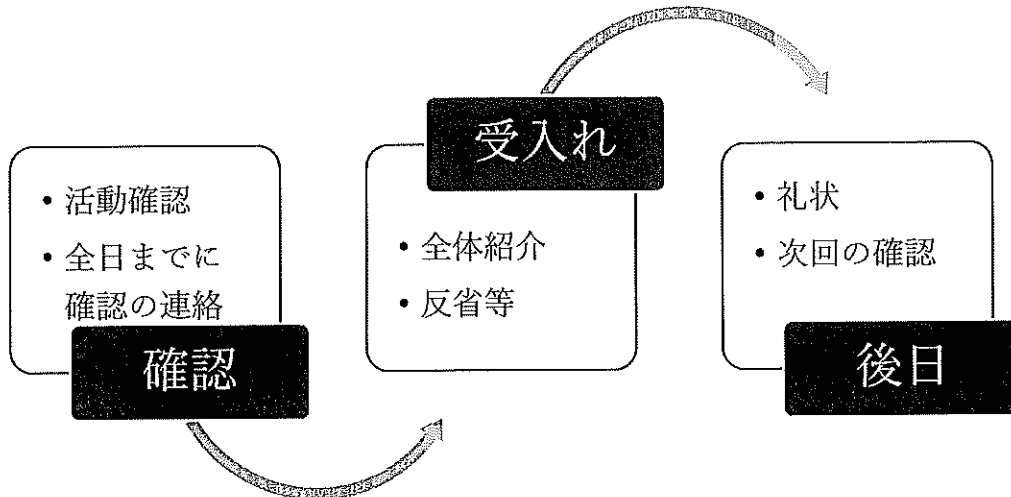 ・活動確認
・全日までに
確認の連絡
確認
受入れ
・全体紹介
・反省等
・礼状
・次回の確認
後日